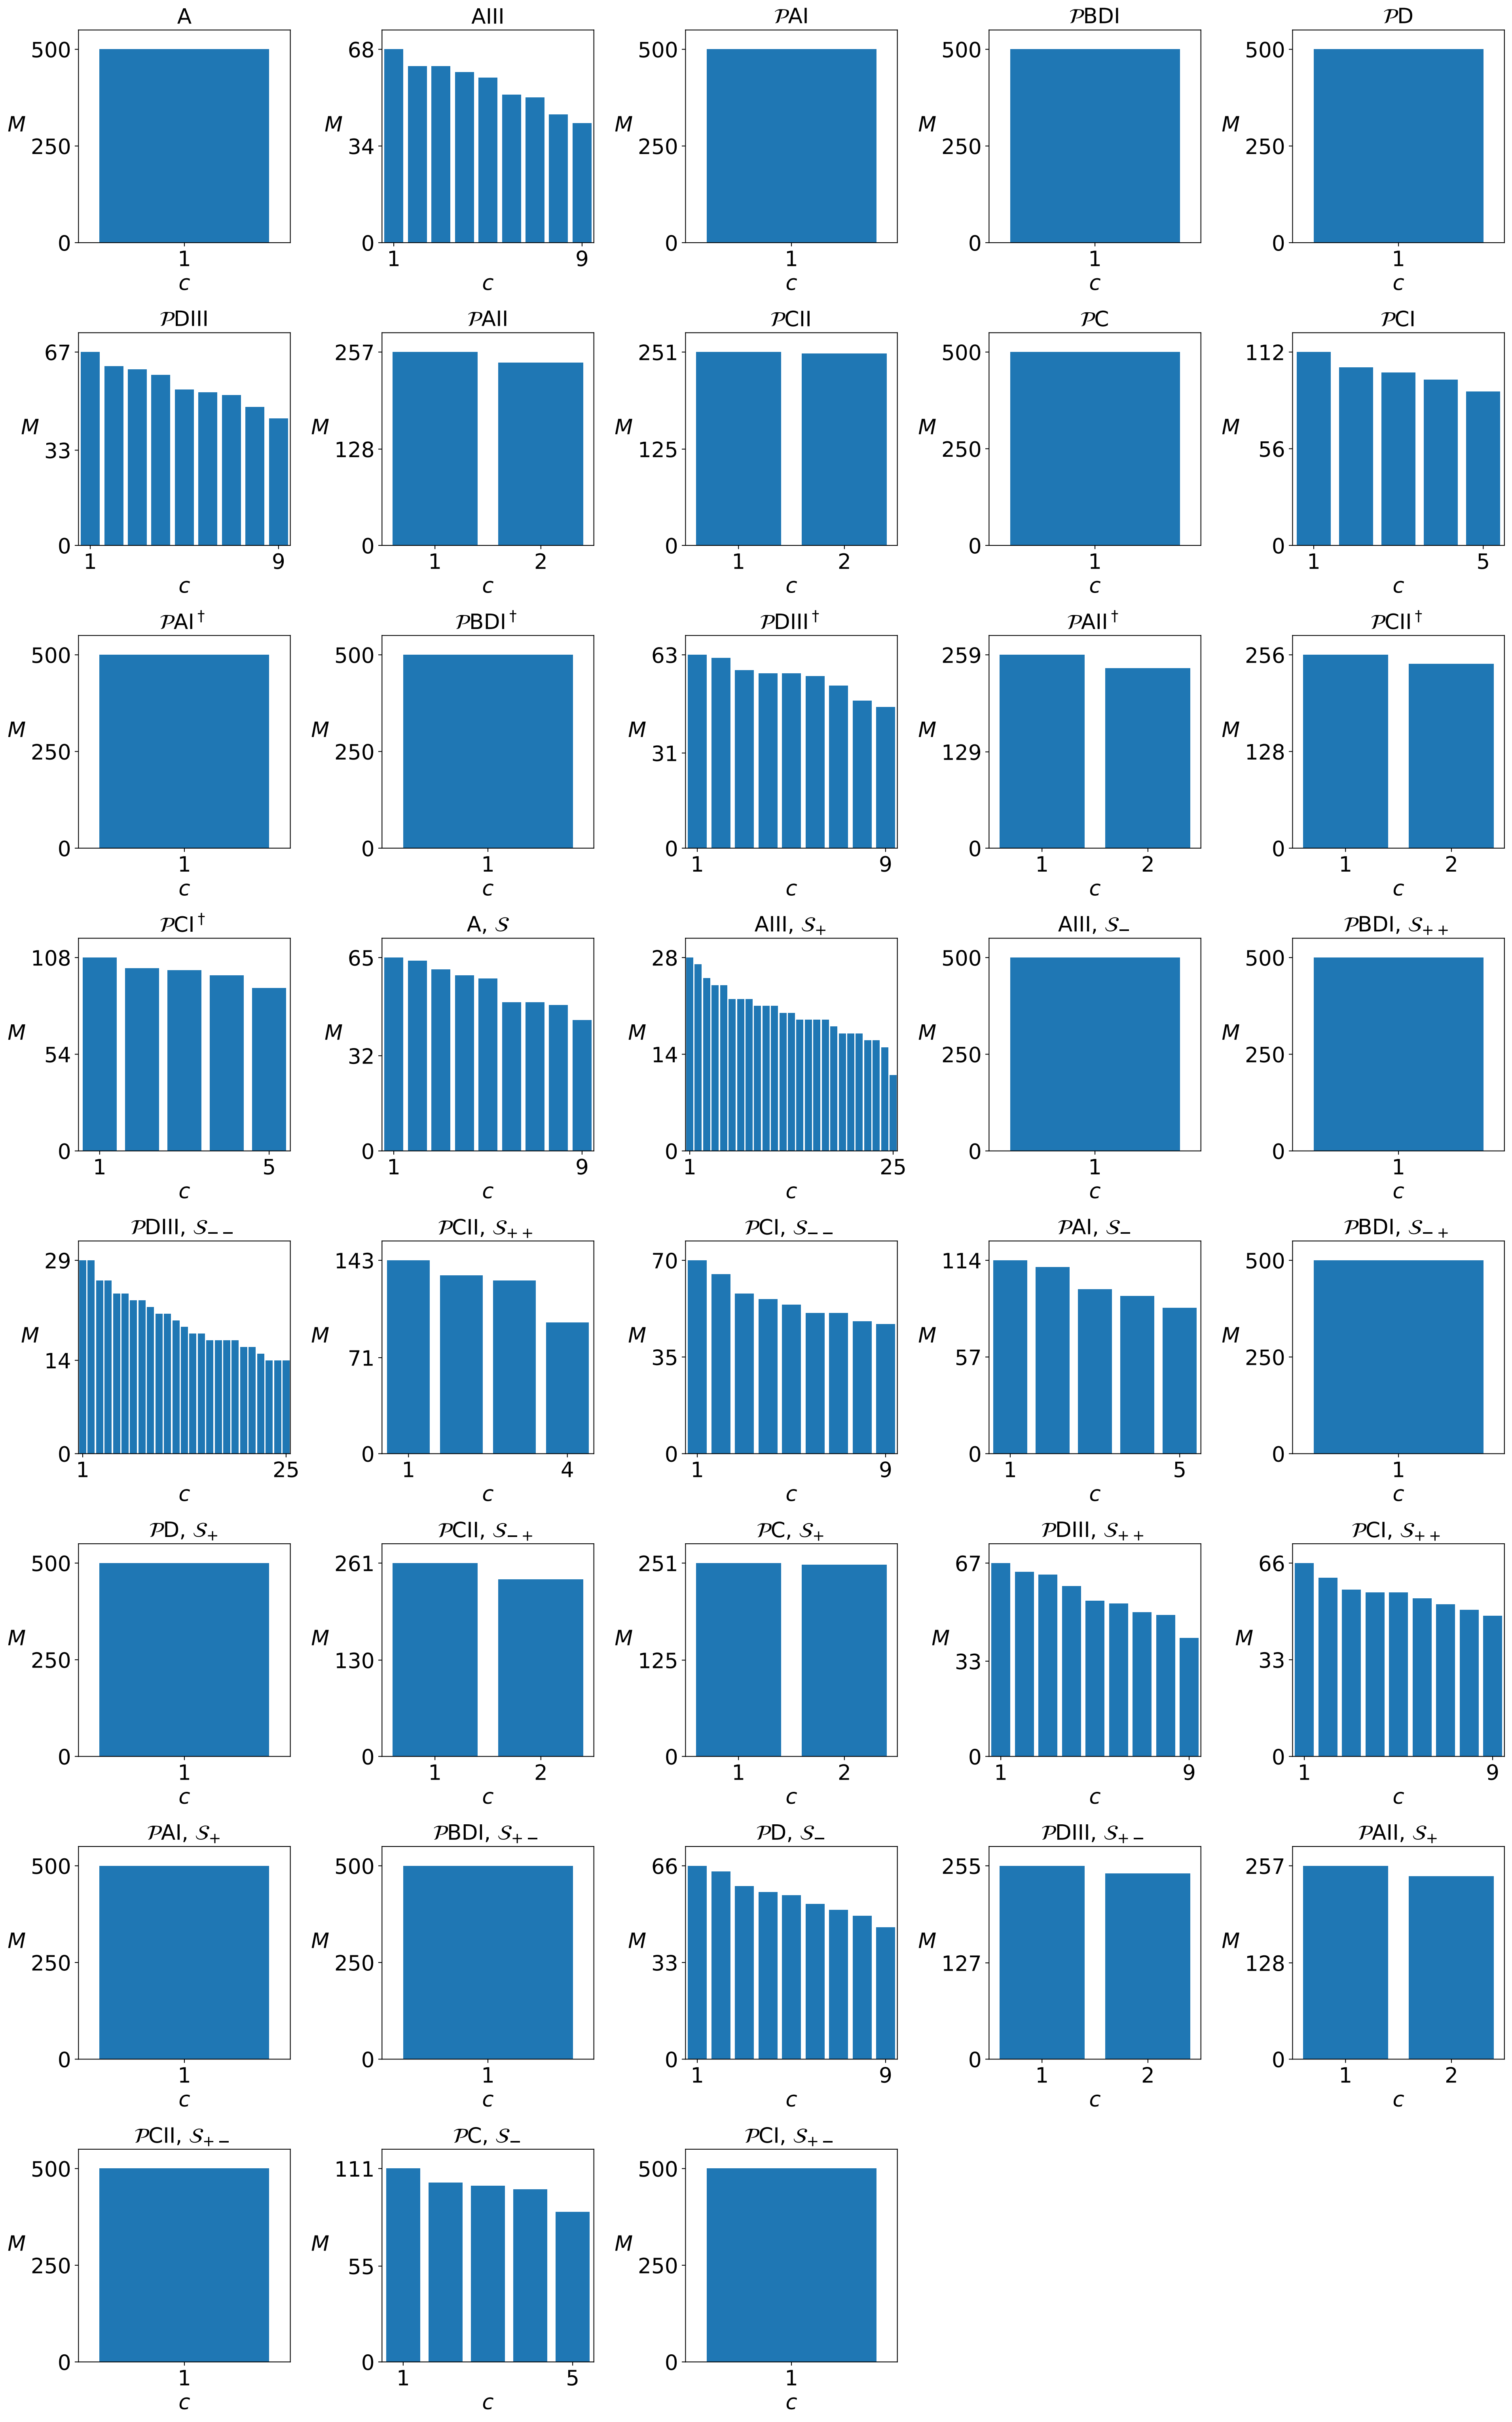 A
AIII
𝒫AI
𝒫BDI
𝒫D
500
250
0
M
1
c
68
34
0
M
1 9
c
500
250
0
M
1
c
500
250
0
M
1
c
500
250
0
M
1
c
𝒫DIII
𝒫AII
𝒫CII
𝒫C
𝒫CI
67
33
0
M
1 9
c
257
128
0
M
1 2
c
251
125
0
M
1 2
c
500
250
0
M
1
c
112
56
0
M
1 5
c
𝒫AI†
𝒫BDI†
𝒫DIII†
𝒫AII†
𝒫CII†
500
250
0
M
1
c
500
250
0
M
1
c
63
31
0
M
1 9
c
259
129
0
M
1 2
c
256
128
0
M
1 2
c
𝒫CI†
A, 𝒮
AIII, 𝒮₊
AIII, 𝒮₋
𝒫BDI, 𝒮₊₊
108
54
0
M
1 5
c
65
32
0
M
1 9
c
28
14
0
M
1 25
c
500
250
0
M
1
c
500
250
0
M
1
c
𝒫DIII, 𝒮₋₋
𝒫CII, 𝒮₊₊
𝒫CI, 𝒮₋₋
𝒫AI, 𝒮₋
𝒫BDI, 𝒮₋₊
29
14
0
M
1 25
c
143
71
0
M
1 4
c
70
35
0
M
1 9
c
114
57
0
M
1 5
c
500
250
0
M
1
c
𝒫D, 𝒮₊
𝒫CII, 𝒮₋₊
𝒫C, 𝒮₊
𝒫DIII, 𝒮₊₊
𝒫CI, 𝒮₊₊
500
250
0
M
1
c
261
130
0
M
1 2
c
251
125
0
M
1 2
c
67
33
0
M
1 9
c
66
33
0
M
1 9
c
𝒫AI, 𝒮₊
𝒫BDI, 𝒮₊₋
𝒫D, 𝒮₋
𝒫DIII, 𝒮₊₋
𝒫AII, 𝒮₊
500
250
0
M
1
c
500
250
0
M
1
c
66
33
0
M
1 9
c
255
127
0
M
1 2
c
257
128
0
M
1 2
c
𝒫CII, 𝒮₊₋
𝒫C, 𝒮₋
𝒫CI, 𝒮₊₋
500
250
0
M
1
c
111
55
0
M
1 5
c
500
250
0
M
1
c